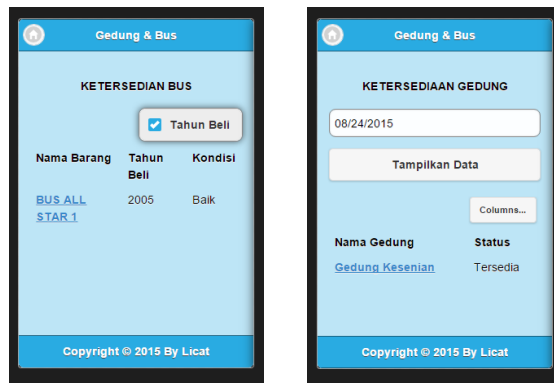 Gedung & Bus
KETERSEDIAN BUS
Tahun Beli
Nama Barang Tahun Beli Kondisi
BUS ALL STAR 1 2005 Baik
Copyright © 2015 By Licat
Gedung & Bus
KETERSEDIAAN GEDUNG
08/24/2015
Tampilkan Data
Columns...
Nama Gedung Status
Gedung Kesenian Tersedia
Copyright © 2015 By Licat